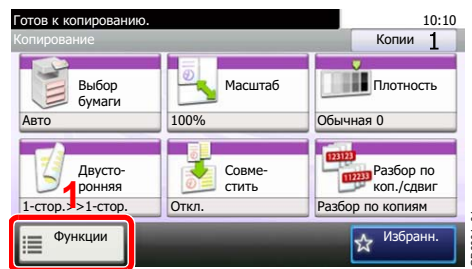 Готов к копированию.
10:10
Копирование
Копии 1
Выбор
бумаги
Масштаб
Плотность
Авто
100%
Обычная 0
123123
112233
Двусто-
ронняя
Совме-
стить
Разбор по
коп./сдвиг
1
1-стор.>>1-стор.
Откл.
Разбор по копиям
Функции
Избранн.